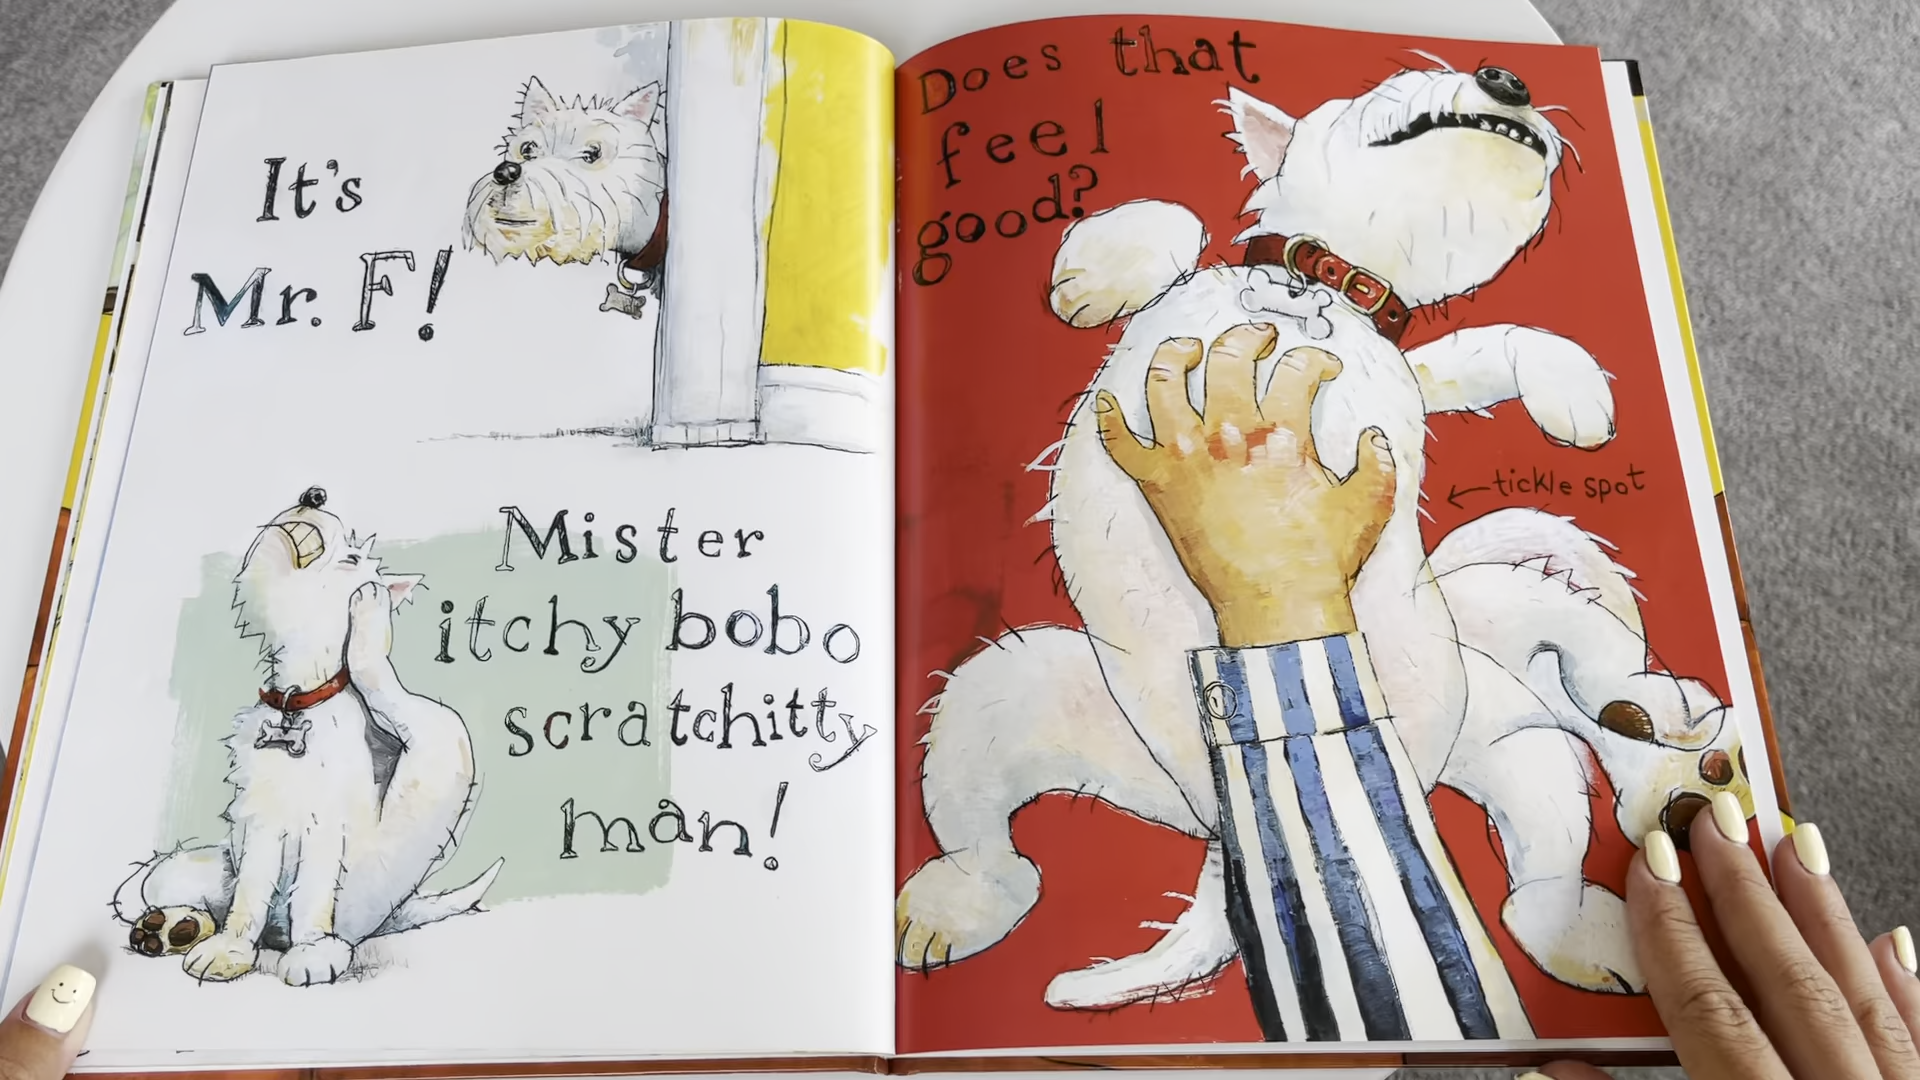 It's
Mr. F!
Mister
itchy bobo
scratchitty
man!
Does that
feel
good?
←tickle spot